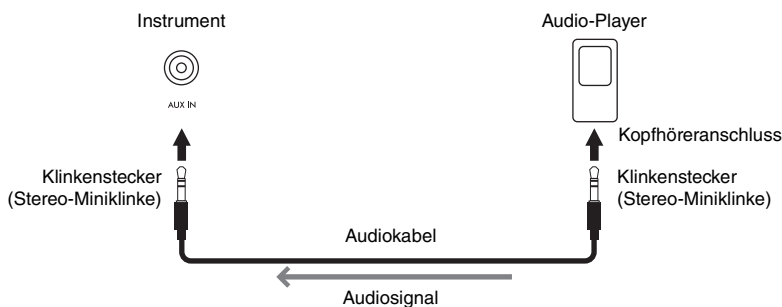 Instrument
Audio-Player
AUX IN
Kopfhöreranschluss
Klinkenstecker
(Stereo-Miniklinke)
Klinkenstecker
(Stereo-Miniklinke)
Audiokabel
Audiosignal